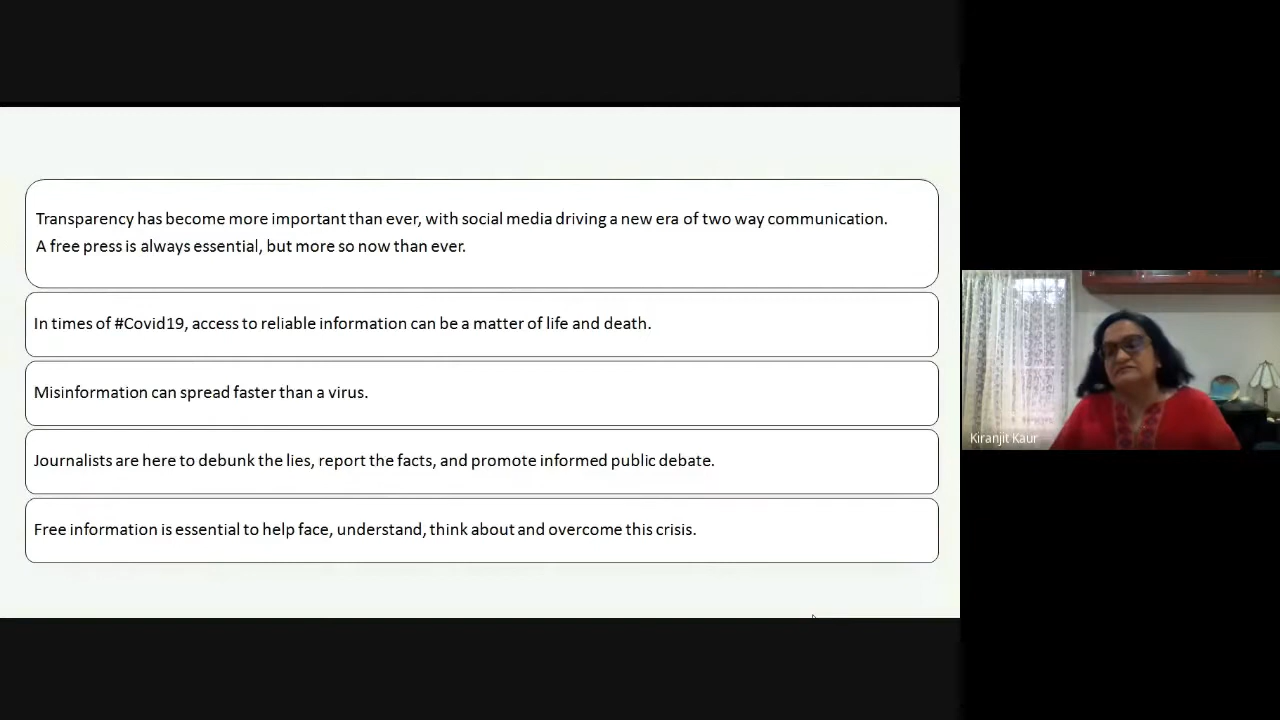 Transparency has become more important than ever, with social media driving a new era of two way communication.
A free press is always essential, but more so now than ever.
In times of #Covid19, access to reliable information can be a matter of life and death.
Misinformation can spread faster than a virus.
Journalists are here to debunk the lies, report the facts, and promote informed public debate.
Free information is essential to help face, understand, think about and overcome this crisis.
Kiranjit Kaur